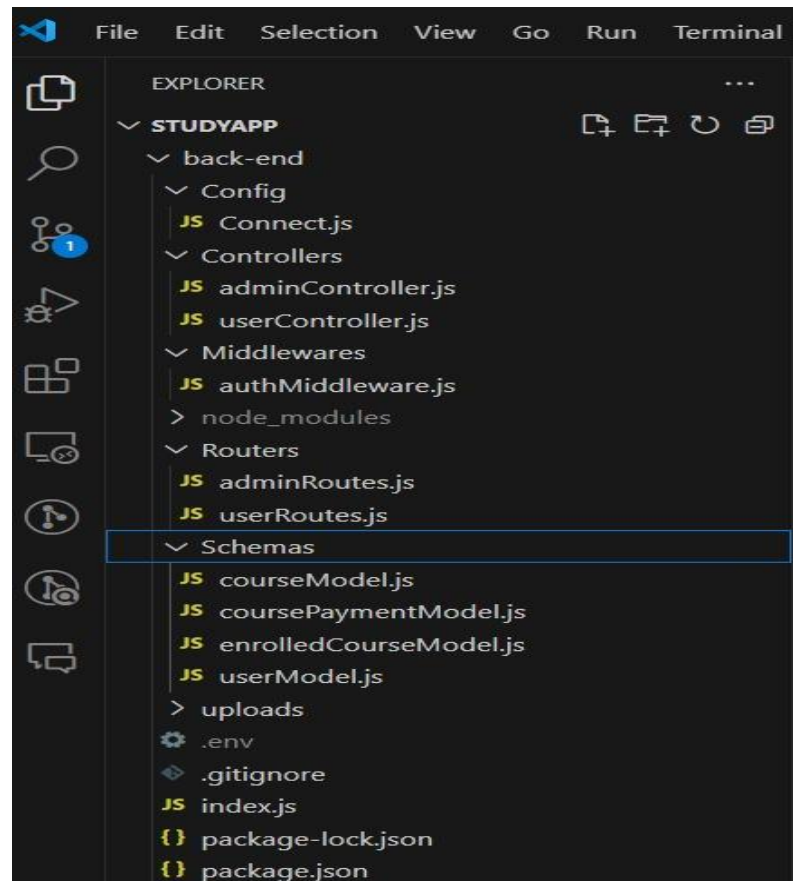 File Edit Selection View Go Run Terminal
EXPLORER ...
STUDYAPP
back-end
Config
JS Connect.js
Controllers
JS adminController.js
JS userController.js
Middlewares
JS authMiddleware.js
node_modules
Routers
JS adminRoutes.js
JS userRoutes.js
Schemas
1
JS courseModel.js
JS coursePaymentModel.js
JS enrolledCourseModel.js
JS userModel.js
uploads
.env
.gitignore
JS index.js
{} package-lock.json
{} package.json